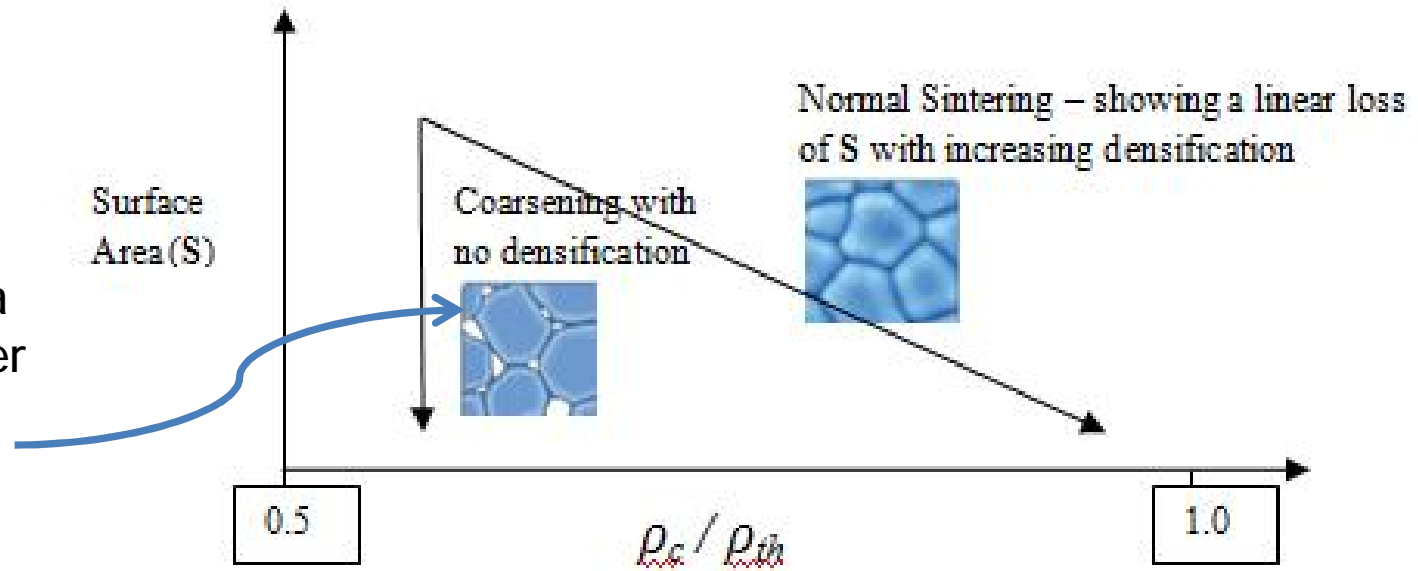 Normal Sintering – showing a linear loss
of S with increasing densification
Surface
Area (S)
Coarsening with
no densification
a
er
0.5
ρc / ρth
1.0